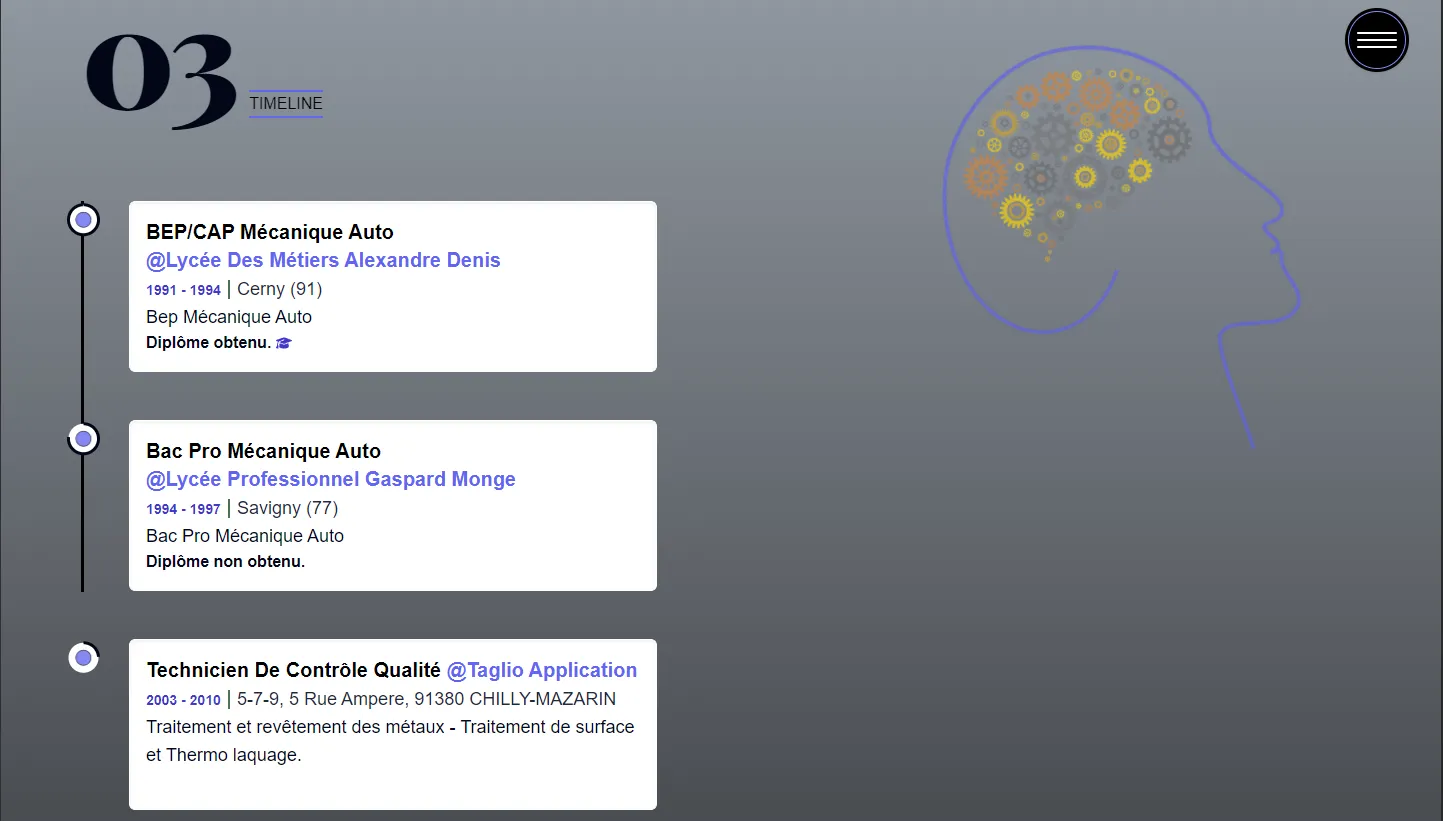 03
TIMELINE
BEP/CAP Mécanique Auto
@Lycée Des Métiers Alexandre Denis
1991 - 1994 | Cerny (91)
Bep Mécanique Auto
Diplôme obtenu.
Bac Pro Mécanique Auto
@Lycée Professionnel Gaspard Monge
1994 - 1997 | Savigny (77)
Bac Pro Mécanique Auto
Diplôme non obtenu.
Technicien De Contrôle Qualité @Taglio Application
2003 - 2010 | 5-7-9, 5 Rue Ampere, 91380 CHILLY-MAZARIN
Traitement et revêtement des métaux - Traitement de surface
et Thermo laquage.